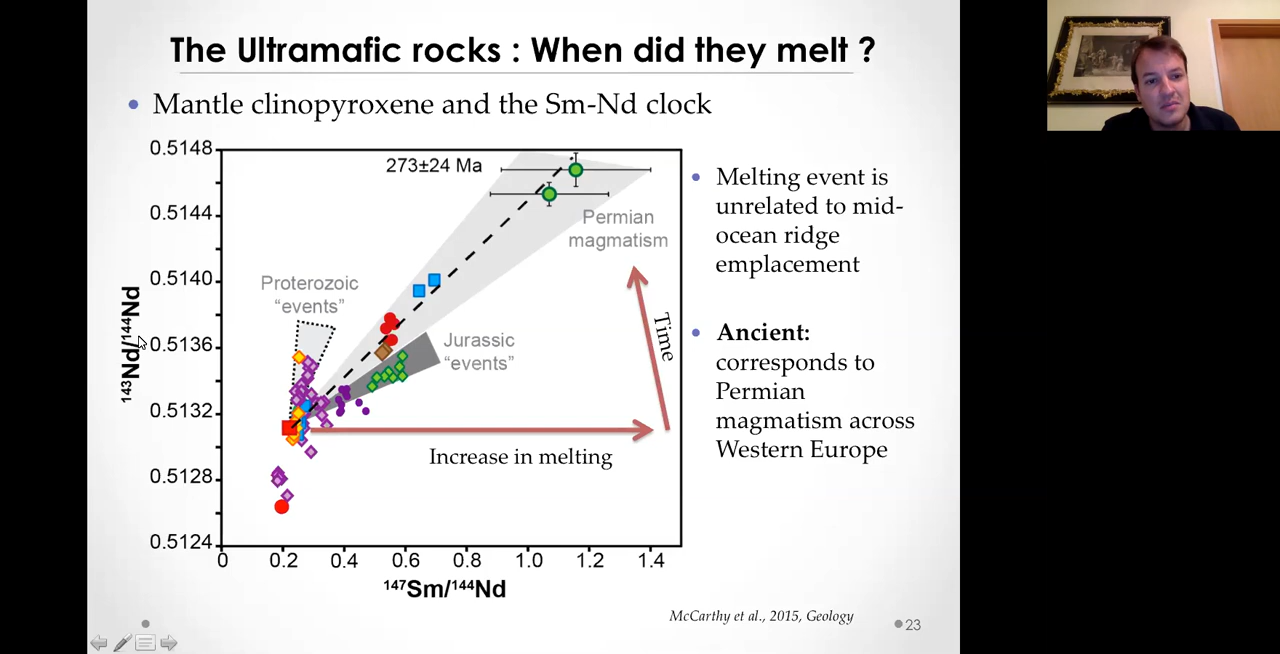 The Ultramafic rocks : When did they melt ?
Mantle clinopyroxene and the Sm-Nd clock
0.5148
0.5144
0.5140
0.5136
0.5132
0.5128
0.5124
143Nd/144Nd
0 0.2 0.4 0.6 0.8 1.0 1.2 1.4
147Sm/144Nd
273±24 Ma
Permian
magmatism
Proterozoic
“events”
Jurassic
“events”
Time
Increase in melting
Melting event is
unrelated to mid-
ocean ridge
emplacement
Ancient:
corresponds to
Permian
magmatism across
Western Europe
McCarthy et al., 2015, Geology
23